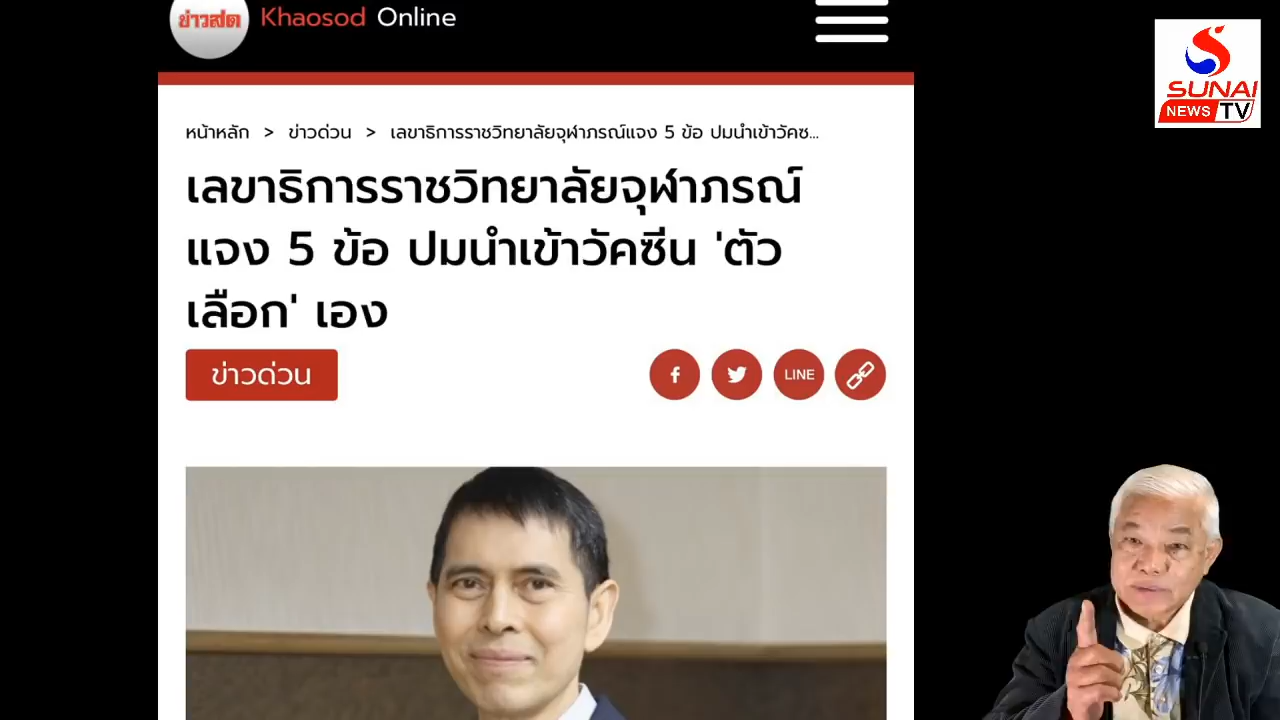 ข่าวสด
Khaosod Online
SUNAI
NEWS TV
หน้าหลัก > ข่าวด่วน > เลขาธิการราชวิทยาลัยจุฬาภรณ์แจง 5 ข้อ ปมนำเข้าวัคซ...
เลขาธิการราชวิทยาลัยจุฬาภรณ์
แจง 5 ข้อ ปมนำเข้าวัคซีน 'ตัว
เลือก' เอง
ข่าวด่วน
LINE